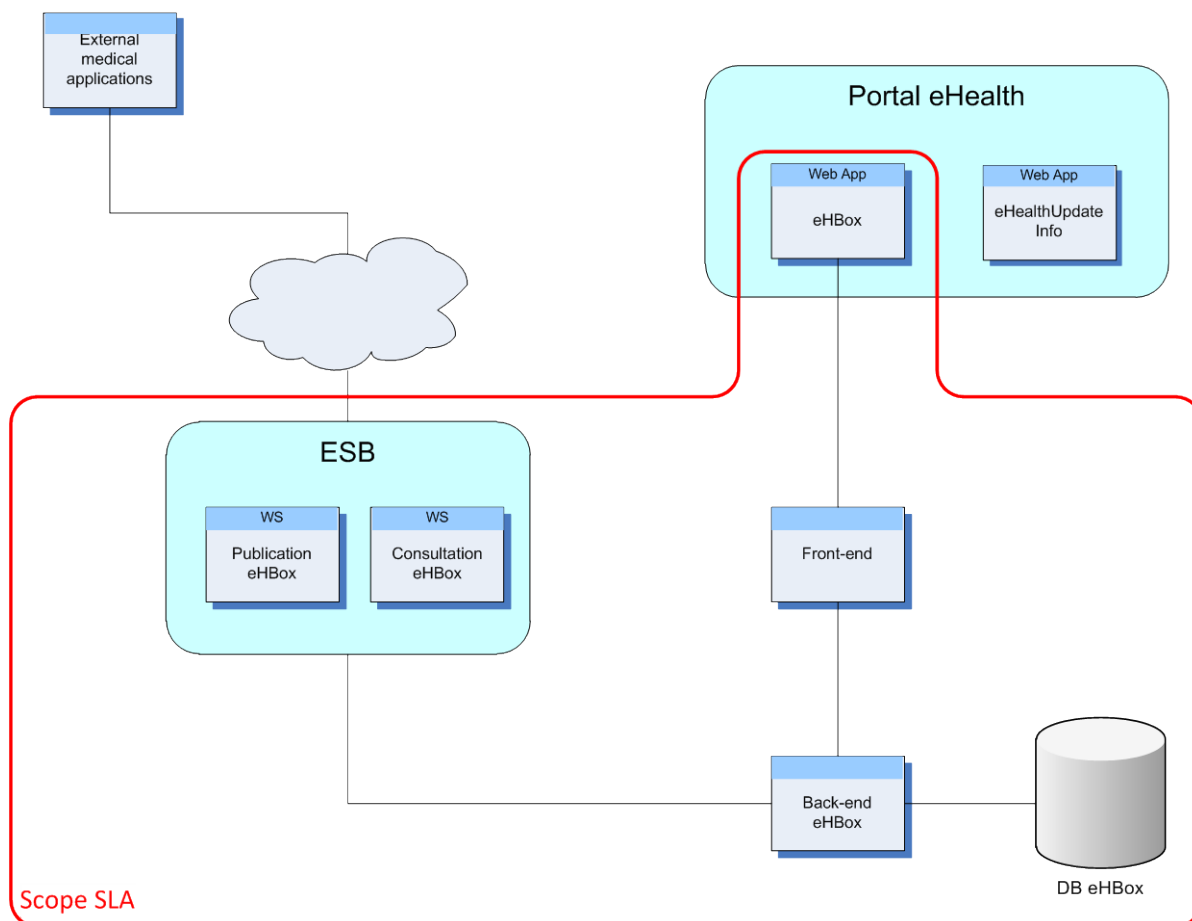 External
medical
applications
Portal eHealth
Web App
eHBox
Web App
eHealthUpdate
Info
ESB
WS
Publication
eHBox
WS
Consultation
eHBox
Front-end
Back-end
eHBox
DB eHBox
Scope SLA